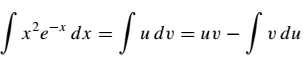 ∫ x²e⁻ˣ dx = ∫ u dv = uv − ∫ v du